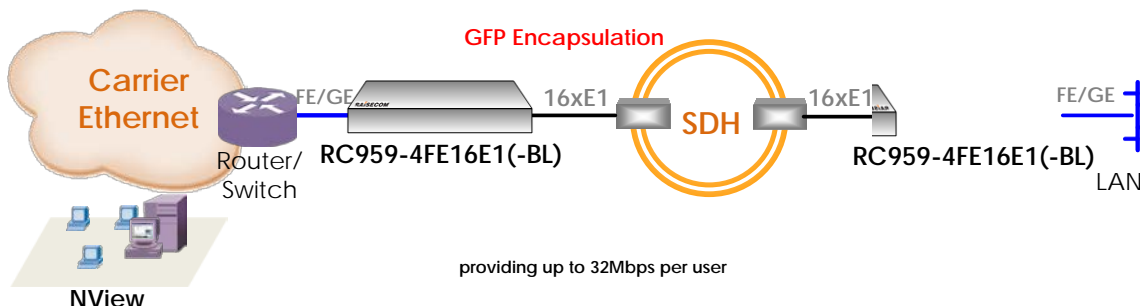 GFP Encapsulation
Carrier
Ethernet
FE/GE
RAISECOM
16xE1
SDH
16xE1
FE/GE
Router/
Switch
RC959-4FE16E1(-BL)
RC959-4FE16E1(-BL)
LAN
providing up to 32Mbps per user
NView